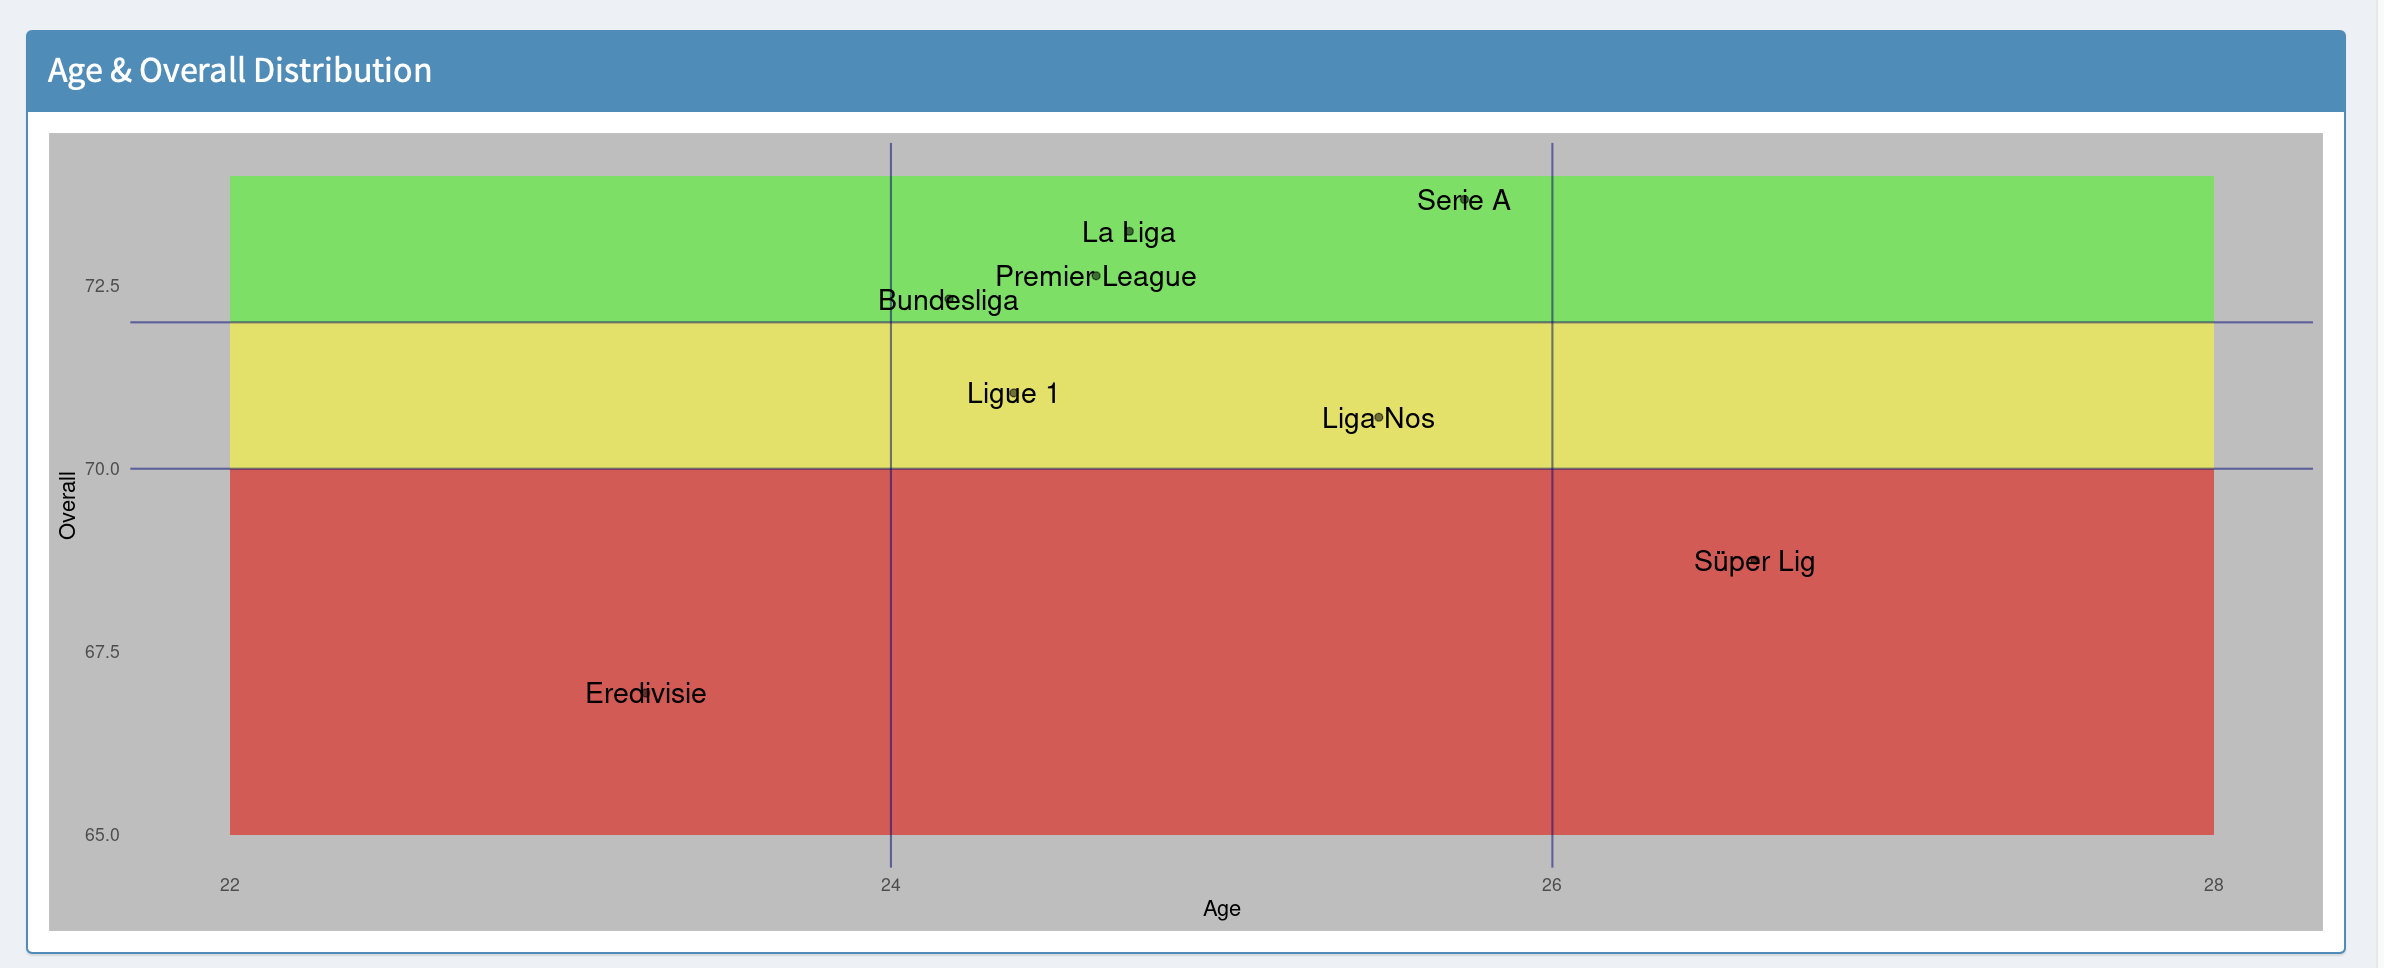 Age & Overall Distribution
Serie A
La Liga
Premier League
72.5
Bundesliga
Ligue 1
Liga Nos
70.0
Overall
Süper Lig
67.5
Eredivisie
65.0
22 24 26 28
Age